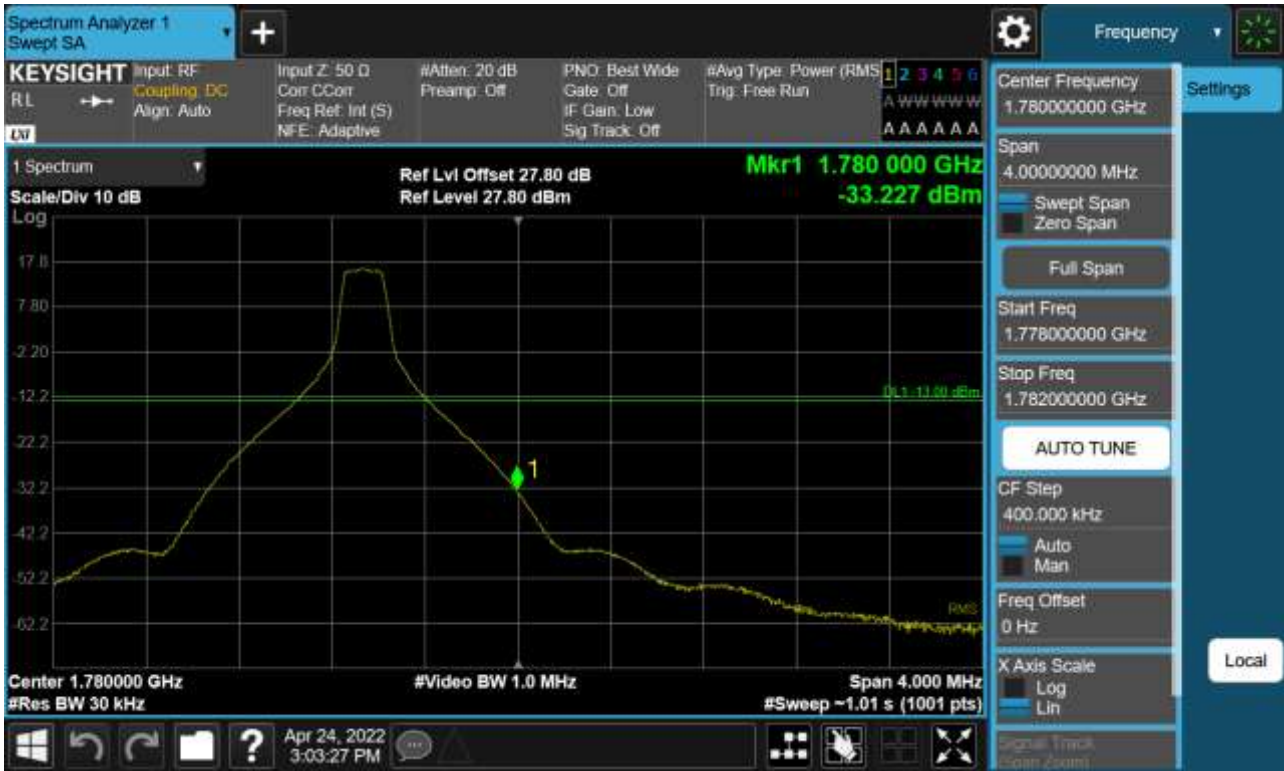 Spectrum Analyzer 1
Swept SA
+
Frequency
KEYSIGHT
RL
LXI
Input: RF
Coupling: DC
Align: Auto
Input Z: 50 Ω
Corr CCorr
Freq Ref: Int (S)
NFE: Adaptive
#Atten: 20 dB
Preamp: Off
PNO: Best Wide
Gate: Off
IF Gain: Low
Sig Track: Off
#Avg Type: Power (RMS
Trig: Free Run
1 2 3 4 5 6
A W W W W W
A A A A A A
1 Spectrum
Scale/Div 10 dB
Log
Ref Lvl Offset 27.80 dB
Ref Level 27.80 dBm
Mkr1 1.780 000 GHz
-33.227 dBm
17.8
7.80
-2.20
-12.2
-22.2
-32.2
-42.2
-52.2
-62.2
DL1 -13.00 dBm
1
RMS
Center 1.780000 GHz
#Res BW 30 kHz
#Video BW 1.0 MHz
Span 4.000 MHz
#Sweep ~1.01 s (1001 pts)
Center Frequency
1.780000000 GHz
Settings
Span
4.00000000 MHz
Swept Span
Zero Span
Full Span
Start Freq
1.778000000 GHz
Stop Freq
1.782000000 GHz
AUTO TUNE
CF Step
400.000 kHz
Auto
Man
Freq Offset
0 Hz
X Axis Scale
Log
Lin
Local
Signal Track
(Span Zoom)
?
Apr 24, 2022
3:03:27 PM